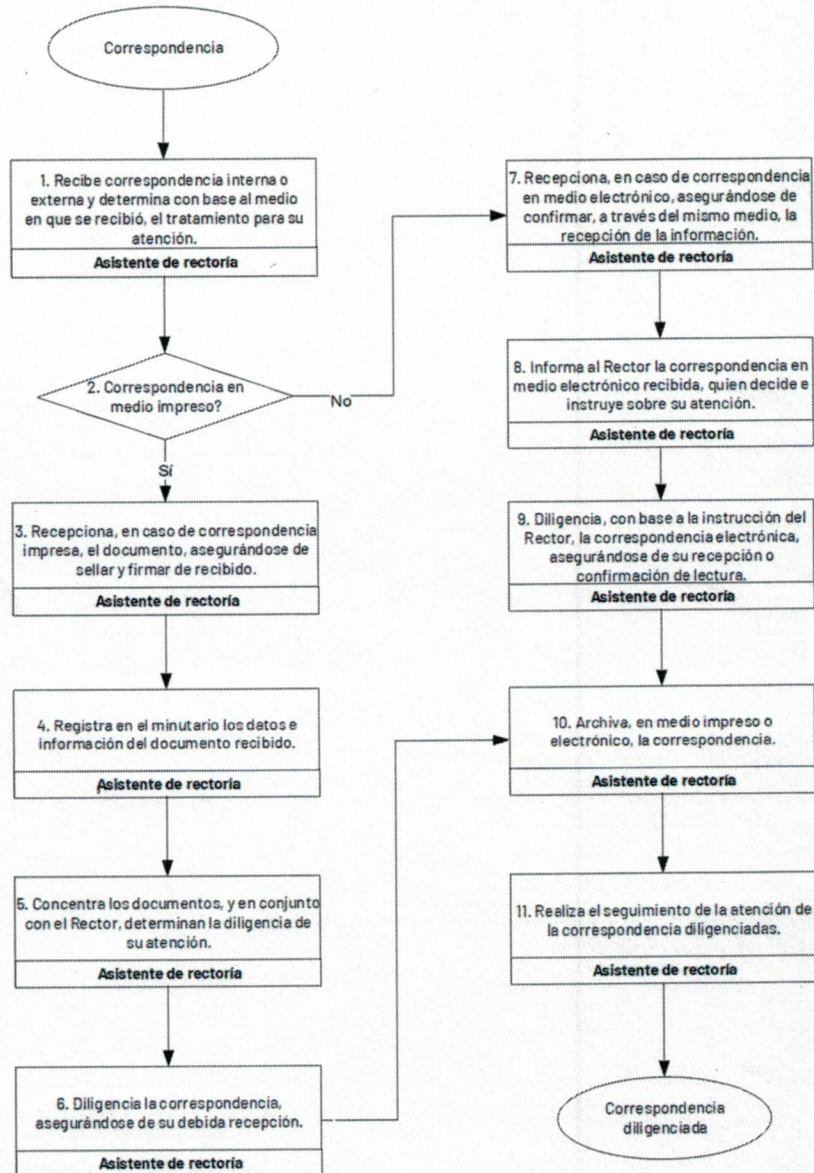 Correspondencia
1. Recibe correspondencia interna o
externa y determina con base al medio
en que se recibió, el tratamiento para su
atención.
Asistente de rectoría
2. Correspondencia en
medio impreso?
No
Sí
3. Recepciona, en caso de correspondencia
impresa, el documento, asegurándose de
sellar y firmar de recibido.
Asistente de rectoría
4. Registra en el minutario los datos e
información del documento recibido.
Asistente de rectoría
5. Concentra los documentos, y en conjunto
con el Rector, determinan la diligencia de
su atención.
Asistente de rectoría
6. Diligencia la correspondencia,
asegurándose de su debida recepción.
Asistente de rectoría
7. Recepciona, en caso de correspondencia
en medio electrónico, asegurándose de
confirmar, a través del mismo medio, la
recepción de la información.
Asistente de rectoría
8. Informa al Rector la correspondencia en
medio electrónico recibida, quien decide e
instruye sobre su atención.
Asistente de rectoría
9. Diligencia, con base a la instrucción del
Rector, la correspondencia electrónica,
asegurándose de su recepción o
confirmación de lectura.
Asistente de rectoría
10. Archiva, en medio impreso o
electrónico, la correspondencia.
Asistente de rectoría
11. Realiza el seguimiento de la atención de
la correspondencia diligenciadas.
Asistente de rectoría
Correspondencia
diligenciada